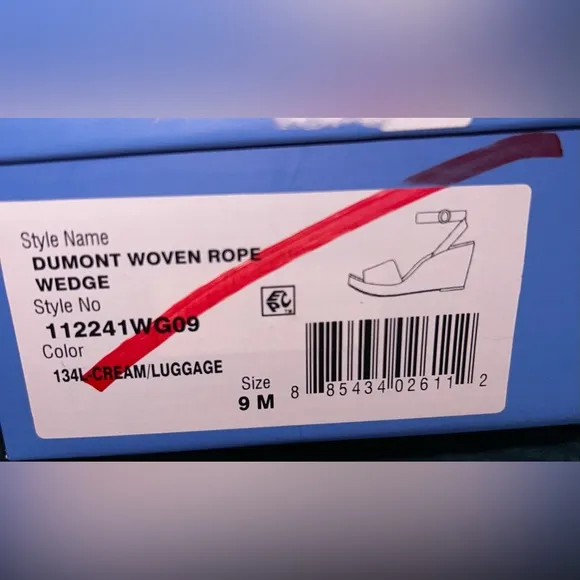 Style Name
DUMONT WOVEN ROPE
WEDGE
Style No
112241WG09
Color
134L-CREAM/LUGGAGE
Size
9 M
8 85434 02611 2